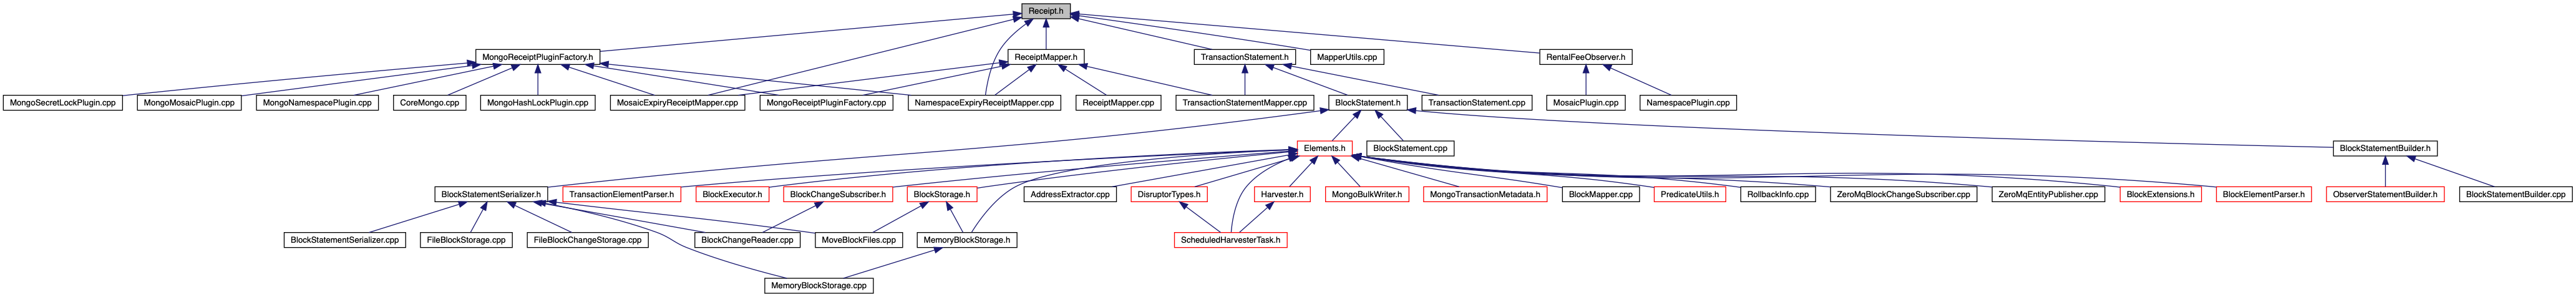 Receipt.h
MongoReceiptPluginFactory.h
ReceiptMapper.h
TransactionStatement.h
MapperUtils.cpp
RentalFeeObserver.h
MongoSecretLockPlugin.cpp
MongoMosaicPlugin.cpp
MongoNamespacePlugin.cpp
CoreMongo.cpp
MongoHashLockPlugin.cpp
MosaicExpiryReceiptMapper.cpp
MongoReceiptPluginFactory.cpp
NamespaceExpiryReceiptMapper.cpp
ReceiptMapper.cpp
TransactionStatementMapper.cpp
BlockStatement.h
TransactionStatement.cpp
MosaicPlugin.cpp
NamespacePlugin.cpp
Elements.h
BlockStatement.cpp
BlockStatementBuilder.h
BlockStatementSerializer.h
TransactionElementParser.h
BlockExecutor.h
BlockChangeSubscriber.h
BlockStorage.h
AddressExtractor.cpp
DisruptorTypes.h
Harvester.h
MongoBulkWriter.h
MongoTransactionMetadata.h
BlockMapper.cpp
PredicateUtils.h
RollbackInfo.cpp
ZeroMqBlockChangeSubscriber.cpp
ZeroMqEntityPublisher.cpp
BlockExtensions.h
BlockElementParser.h
ObserverStatementBuilder.h
BlockStatementBuilder.cpp
BlockStatementSerializer.cpp
FileBlockStorage.cpp
FileBlockChangeStorage.cpp
BlockChangeReader.cpp
MoveBlockFiles.cpp
MemoryBlockStorage.h
ScheduledHarvesterTask.h
MemoryBlockStorage.cpp